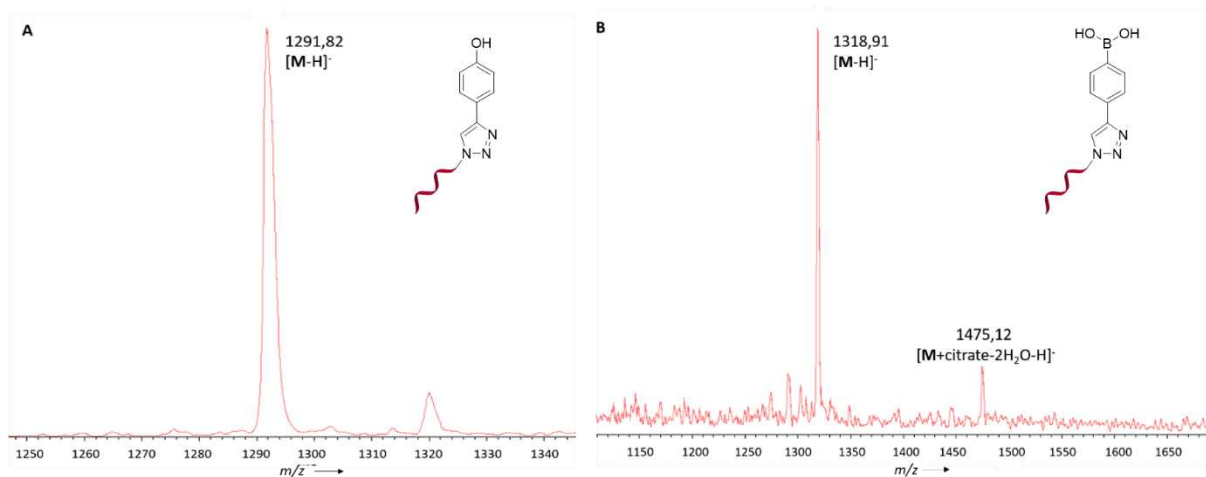 A
1291,82
[M-H]-
OH
N
N
N
1250 1260 1270 1280 1290 1300 1310 1320 1330 1340
m/z
B
1318,91
[M-H]-
HO OH
B
N
N
N
1475,12
[M+citrate-2H₂O-H]-
1150 1200 1250 1300 1350 1400 1450 1500 1550 1600 1650
m/z